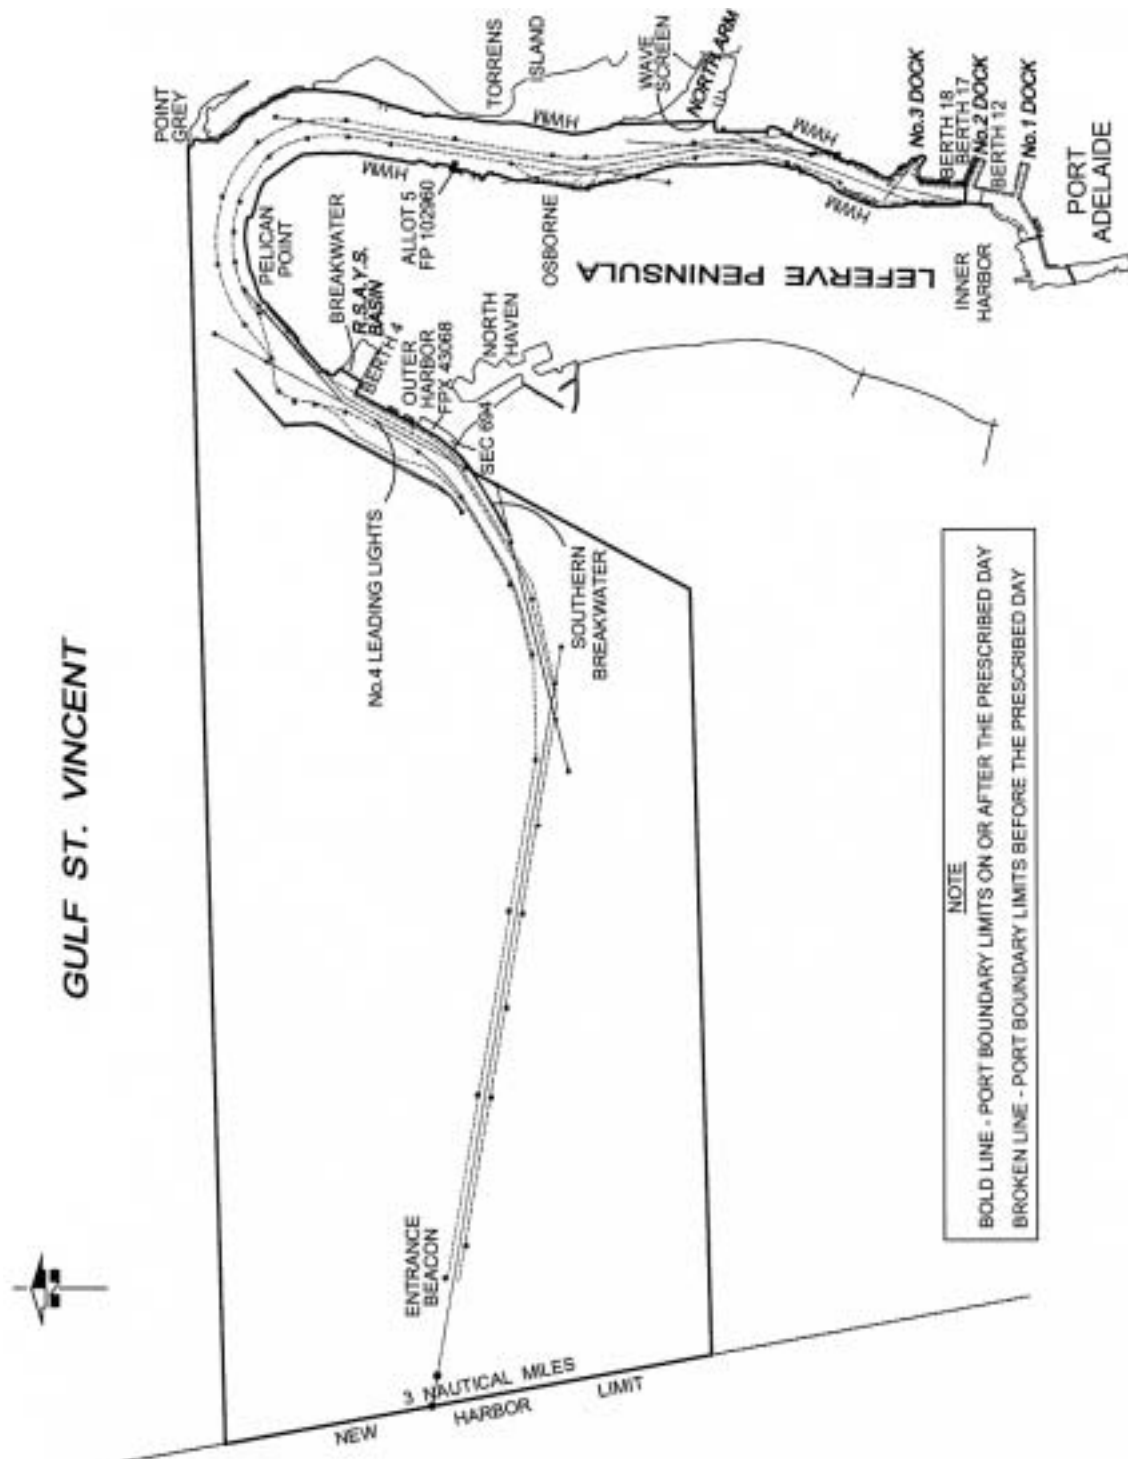 GULF ST. VINCENT
POINT
GREY
TORRENS
ISLAND
WAVE
SCREEN
NORTH ARM
HWM
HWM
HWM
HWM
No.3 DOCK
BERTH 18
BERTH 17
No.2 DOCK
BERTH 12
No.1 DOCK
PORT
ADELAIDE
INNER
HARBOR
PELICAN
POINT
BREAKWATER
R.S.A.Y.S.
BASIN
BERTH 4
ALLOT 5
FP 102960
OSBORNE
LEFERVE PENINSULA
OUTER
HARBOR
FPX 43068
NORTH
HAVEN
SEC 694
No.4 LEADING LIGHTS
SOUTHERN
BREAKWATER
ENTRANCE
BEACON
3 NAUTICAL MILES
NEW HARBOR LIMIT
N
NOTE
BOLD LINE - PORT BOUNDARY LIMITS ON OR AFTER THE PRESCRIBED DAY
BROKEN LINE - PORT BOUNDARY LIMITS BEFORE THE PRESCRIBED DAY